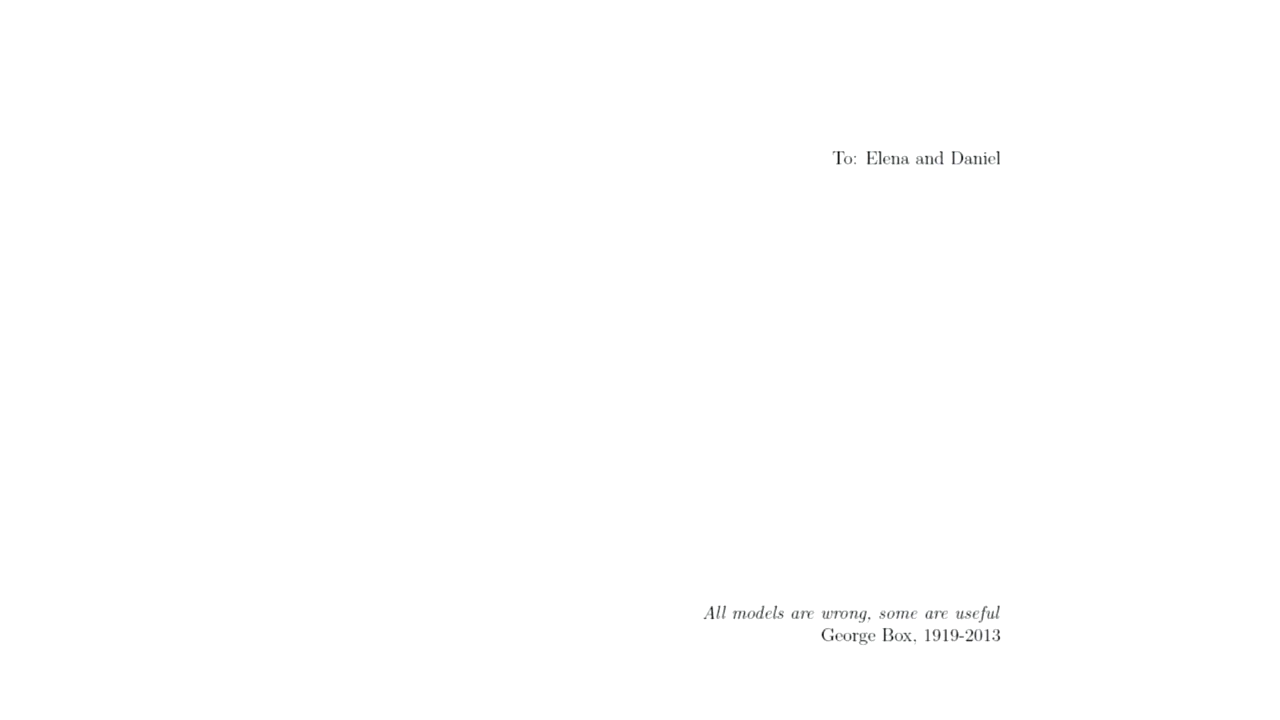 To: Elena and Daniel
All models are wrong, some are useful
George Box, 1919-2013